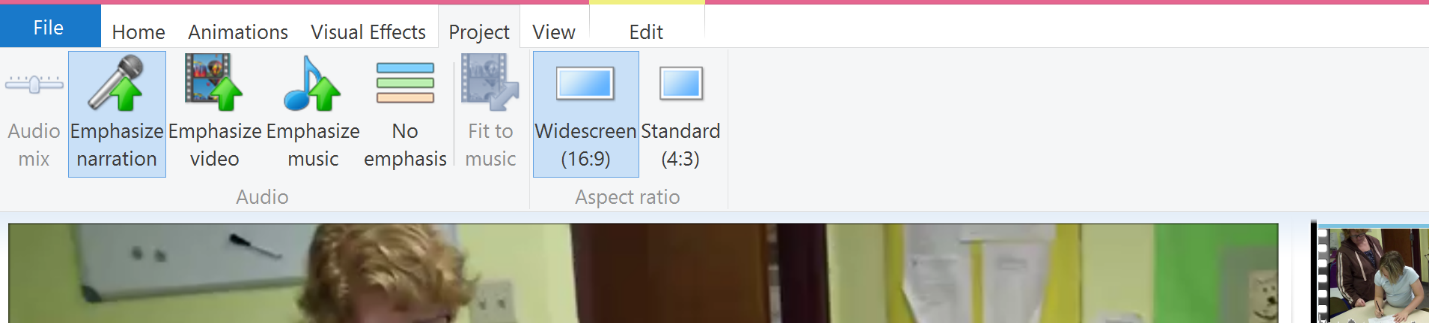 File Home Animations Visual Effects Project View Edit
Audio mix
Emphasize narration
Emphasize video
Emphasize music
No emphasis
Fit to music
Widescreen (16:9)
Standard (4:3)
Audio
Aspect ratio